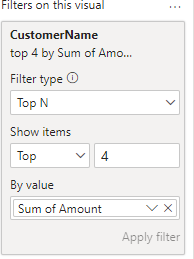 Filters on this visual ...
CustomerName
top 4 by Sum of Amo...
Filter type
Top N
Show items
Top 4
By value
Sum of Amount
Apply filter